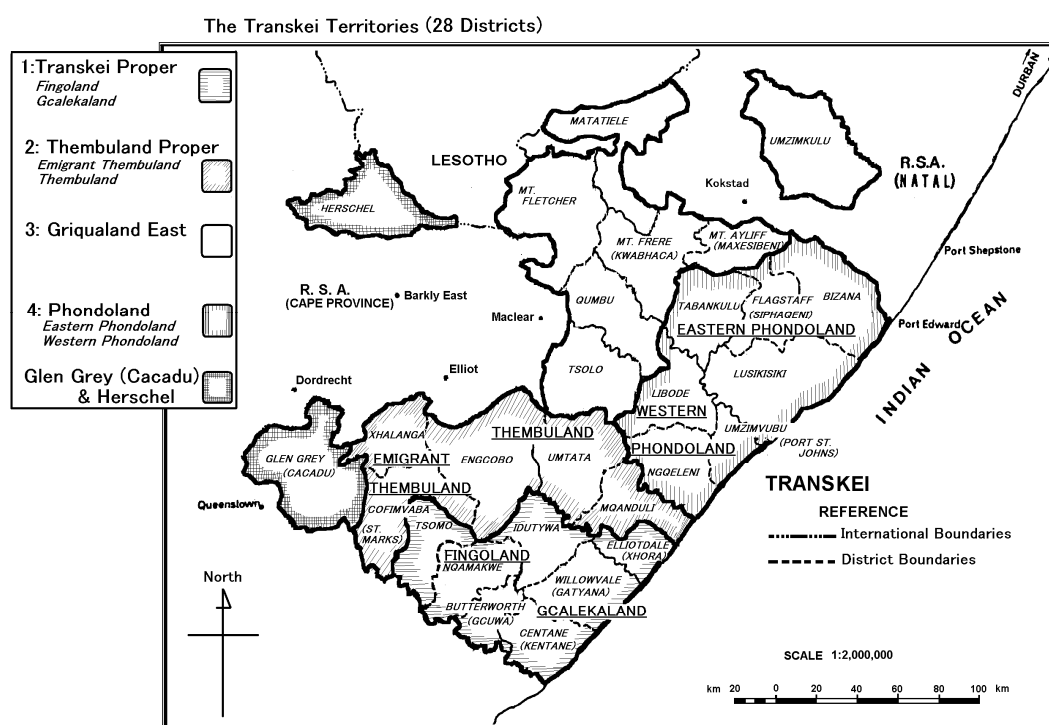 The Transkei Territories (28 Districts)
1:Transkei Proper
Fingoland
Gcalekaland
2: Thembuland Proper
Emigrant Thembuland
Thembuland
3: Griqualand East
4: Phondoland
Eastern Phondoland
Western Phondoland
Glen Grey (Cacadu)
& Herschel
DURBAN
MATATIELE
UMZIMKULU
LESOTHO
R.S.A.
(NATAL)
Kokstad
MT.
FLETCHER
HERSCHEL
MT. FRERE
(KWABHACA)
MT. AYLIFF
(MAXESIBENI)
Port Shepstone
R. S. A.
(CAPE PROVINCE)
Barkly East
QUMBU
TABANKULU
FLAGSTAFF
(SIPHAQENI)
BIZANA
Maclear
EASTERN PHONDOLAND
Port Edward
INDIAN OCEAN
Elliot
TSOLO
LUSIKISIKI
Dordrecht
LIBODE
WESTERN
XHALANGA
THEMBULAND
UMZIMVUBU
(PORT ST.
JOHNS)
PHONDOLAND
GLEN GREY
(CACADU)
EMIGRANT
ENGCOBO
UMTATA
NGQELENI
THEMBULAND
Queenstown
COFIMVABA
(ST.
MARKS)
TSOMO
IDUTYWA
MQANDULI
TRANSKEI
REFERENCE
International Boundaries
District Boundaries
FINGOLAND
NQAMAKWE
ELLIOTDALE
(XHORA)
WILLOWVALE
(GATYANA)
North
BUTTERWORTH
(GCUWA)
GCALEKALAND
CENTANE
(KENTANE)
SCALE 1:2,000,000
km 20 0 20 40 60 80 100 km